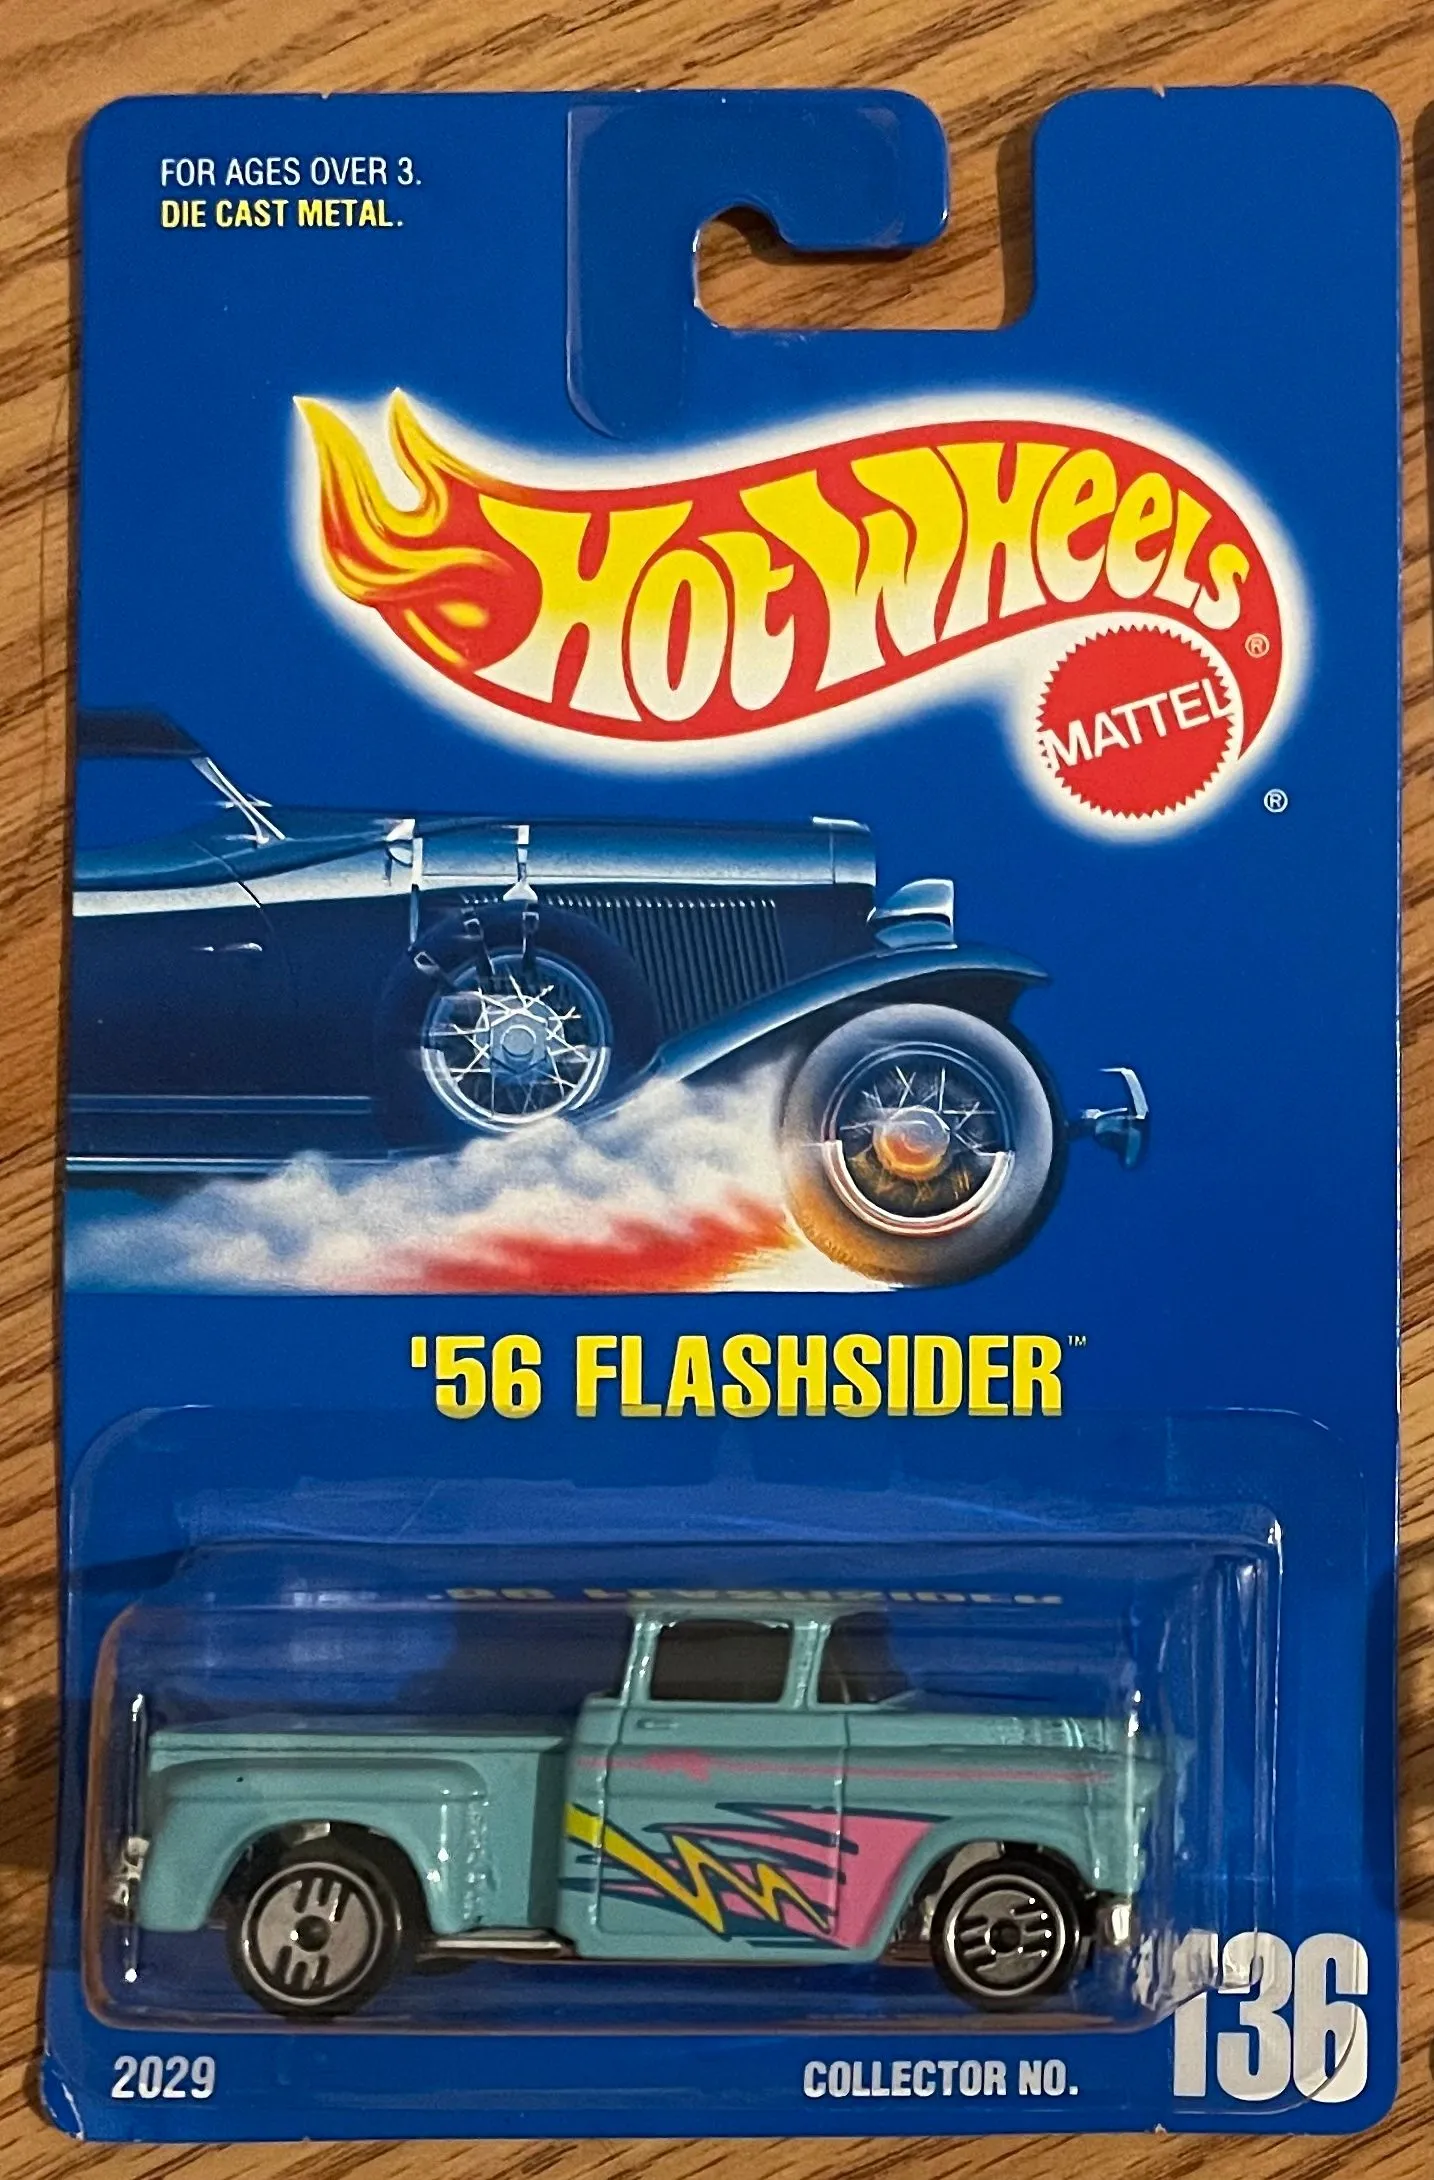 FOR AGES OVER 3.
DIE CAST METAL.
HOT WHEELS®
MATTEL
®
'56 FLASHSIDER™
2029
COLLECTOR NO. 136